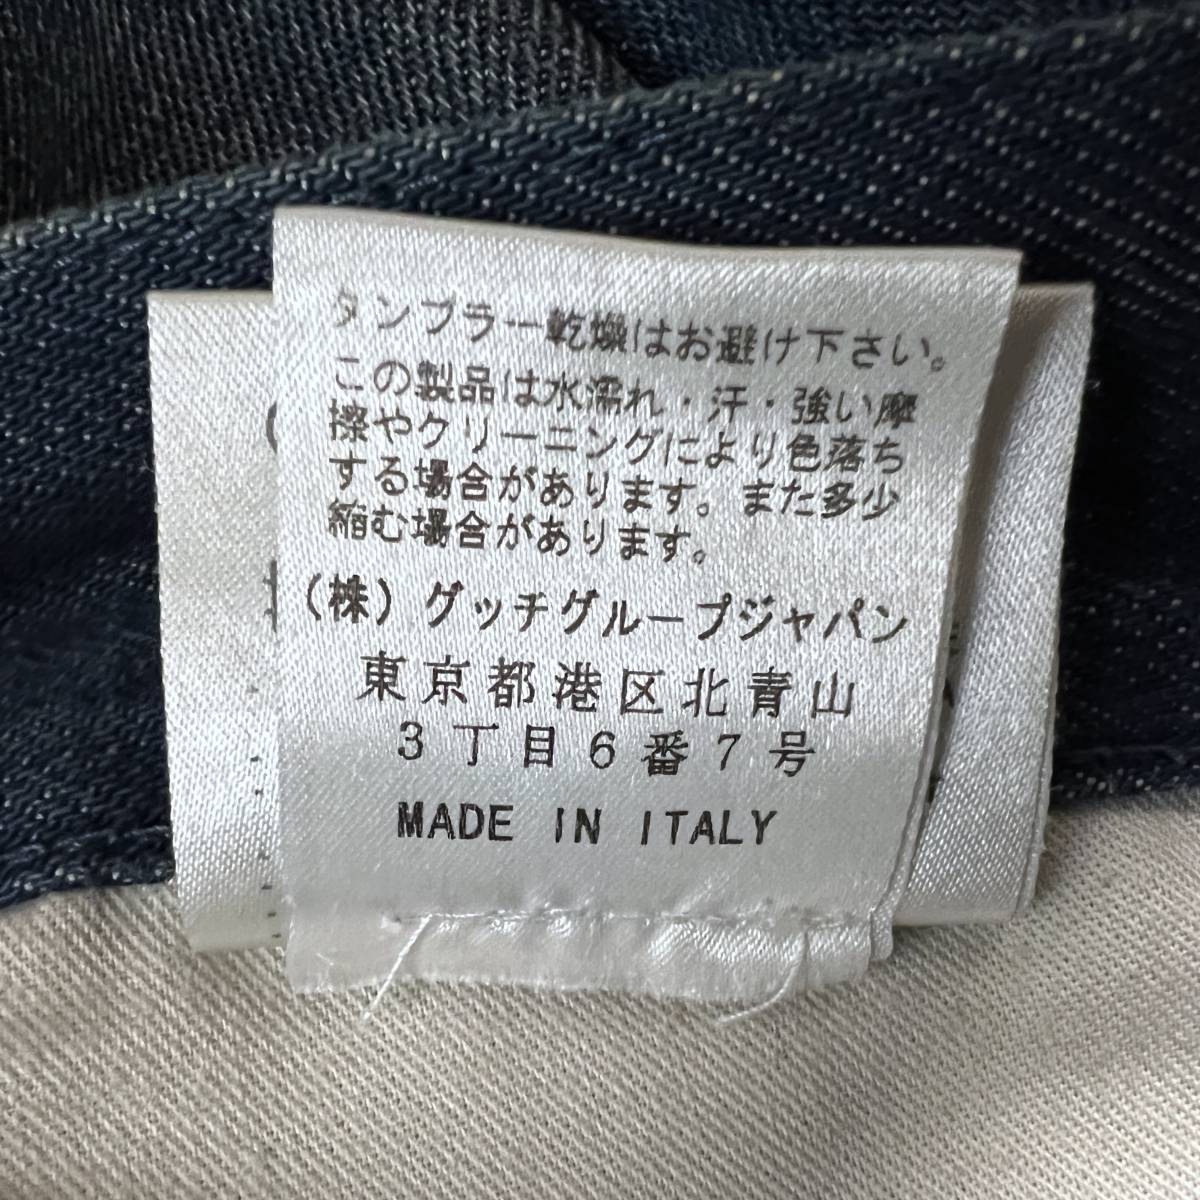 タンブラー乾燥はお避け下さい。
この製品は水濡れ・汗・強い摩
擦やクリーニングにより色落ち
する場合があります。また多少
縮む場合があります。
(株)グッチグループジャパン
東京都港区北青山
3丁目6番7号
MADE IN ITALY